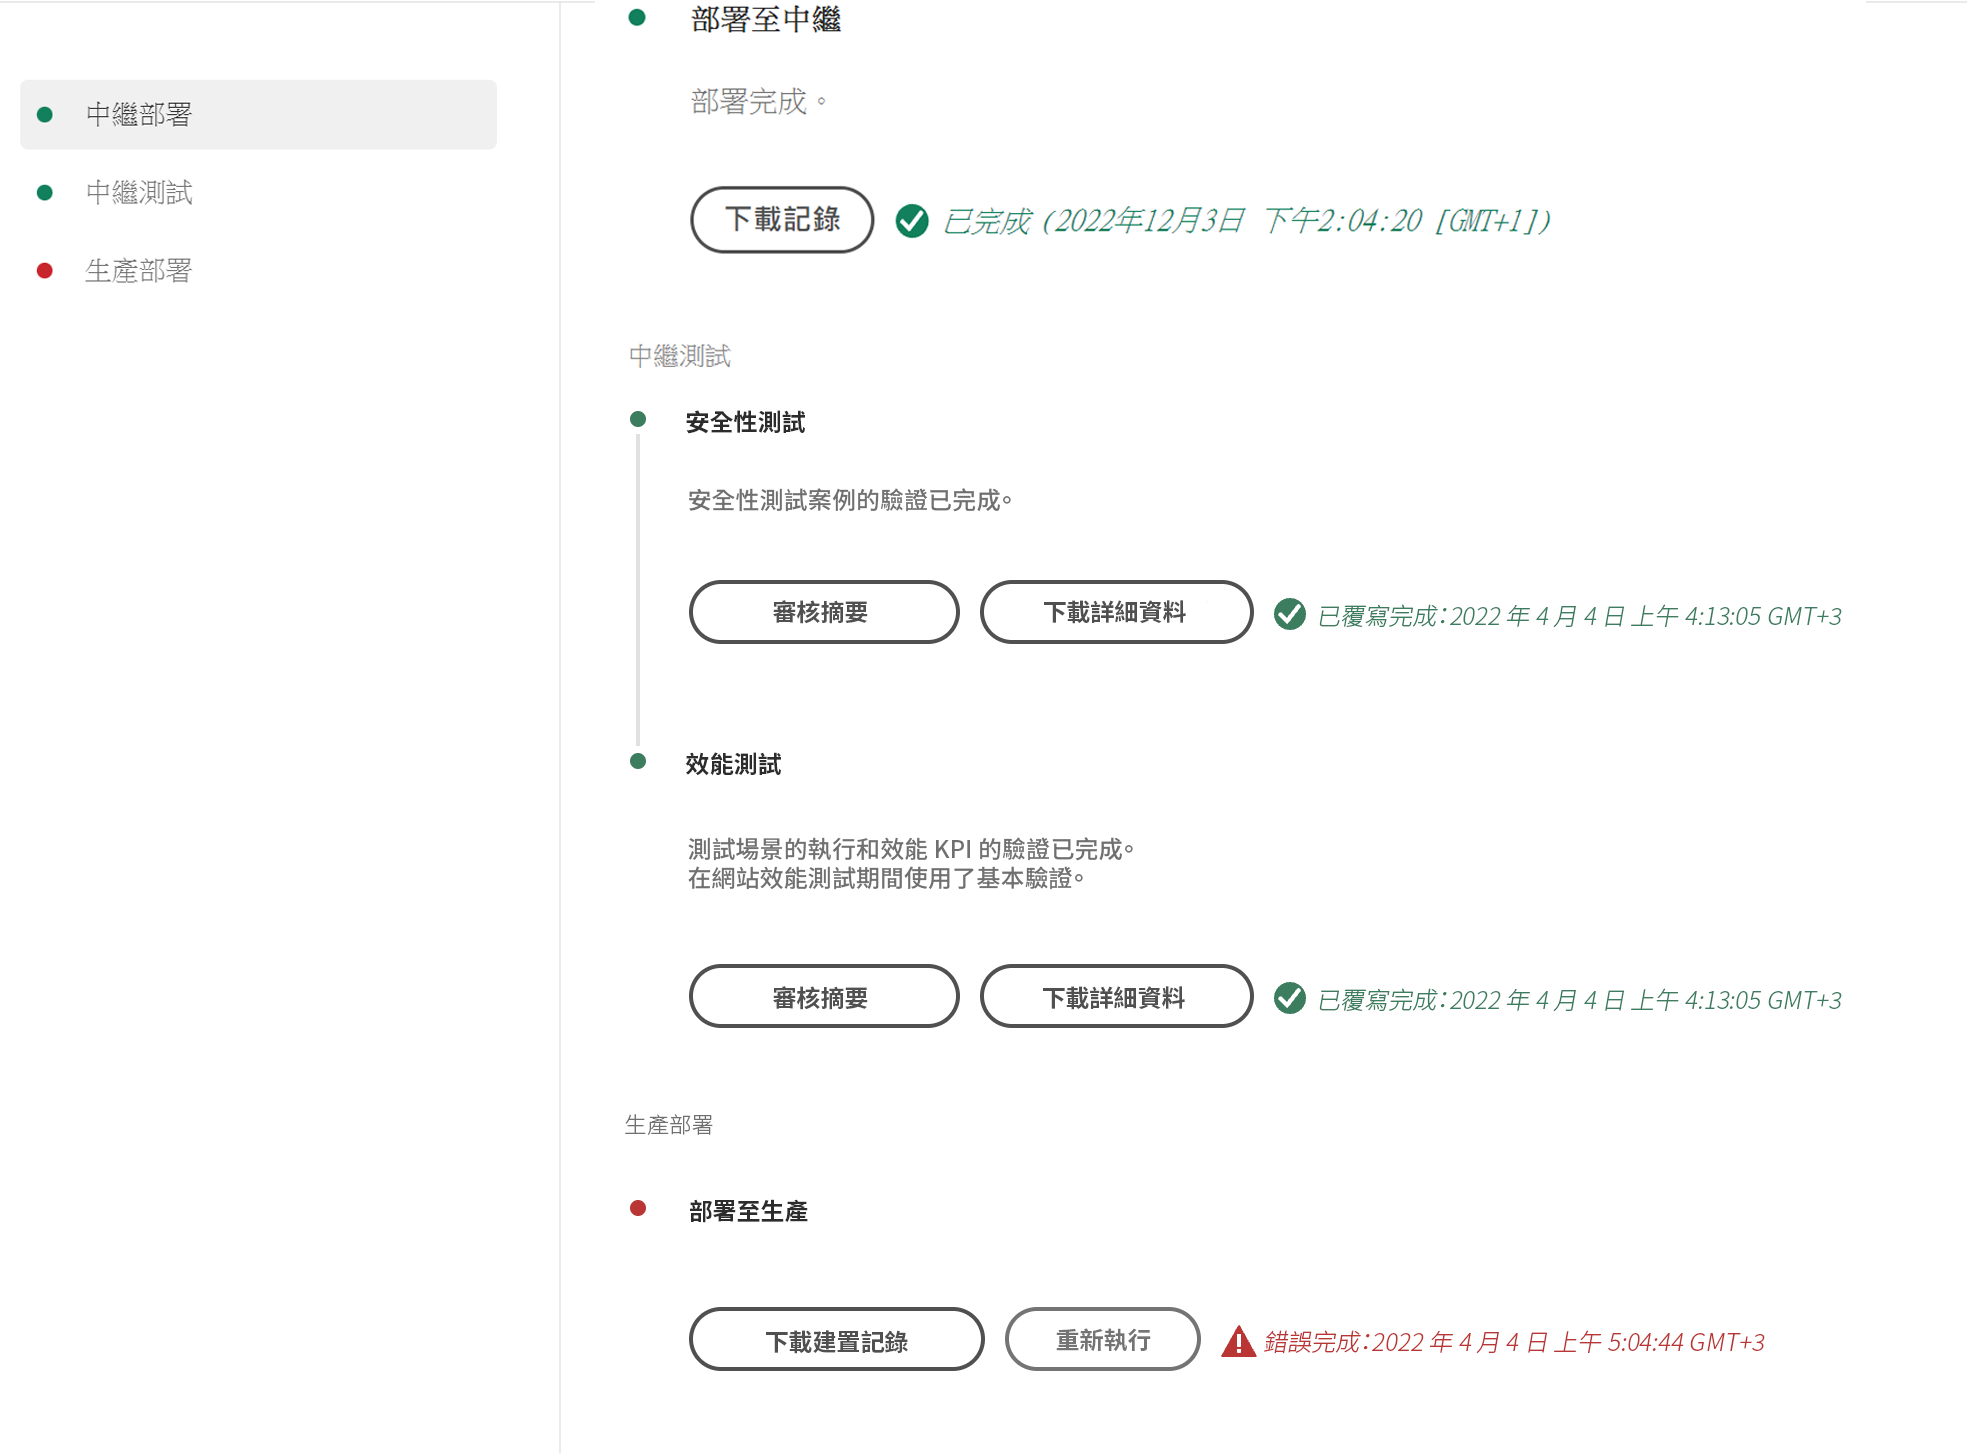 中繼部署
中繼測試
生產部署
部署至中繼
部署完成。
下載記錄 已完成 (2022年12月3日 下午2:04:20 [GMT+1])
中繼測試
安全性測試
安全性測試案例的驗證已完成。
審核摘要 下載詳細資料 已覆寫完成：2022 年 4 月 4 日 上午 4:13:05 GMT+3
效能測試
測試場景的執行和效能 KPI 的驗證已完成。
在網站效能測試期間使用了基本驗證。
審核摘要 下載詳細資料 已覆寫完成：2022 年 4 月 4 日 上午 4:13:05 GMT+3
生產部署
部署至生產
下載建置記錄 重新執行 錯誤完成：2022 年 4 月 4 日 上午 5:04:44 GMT+3